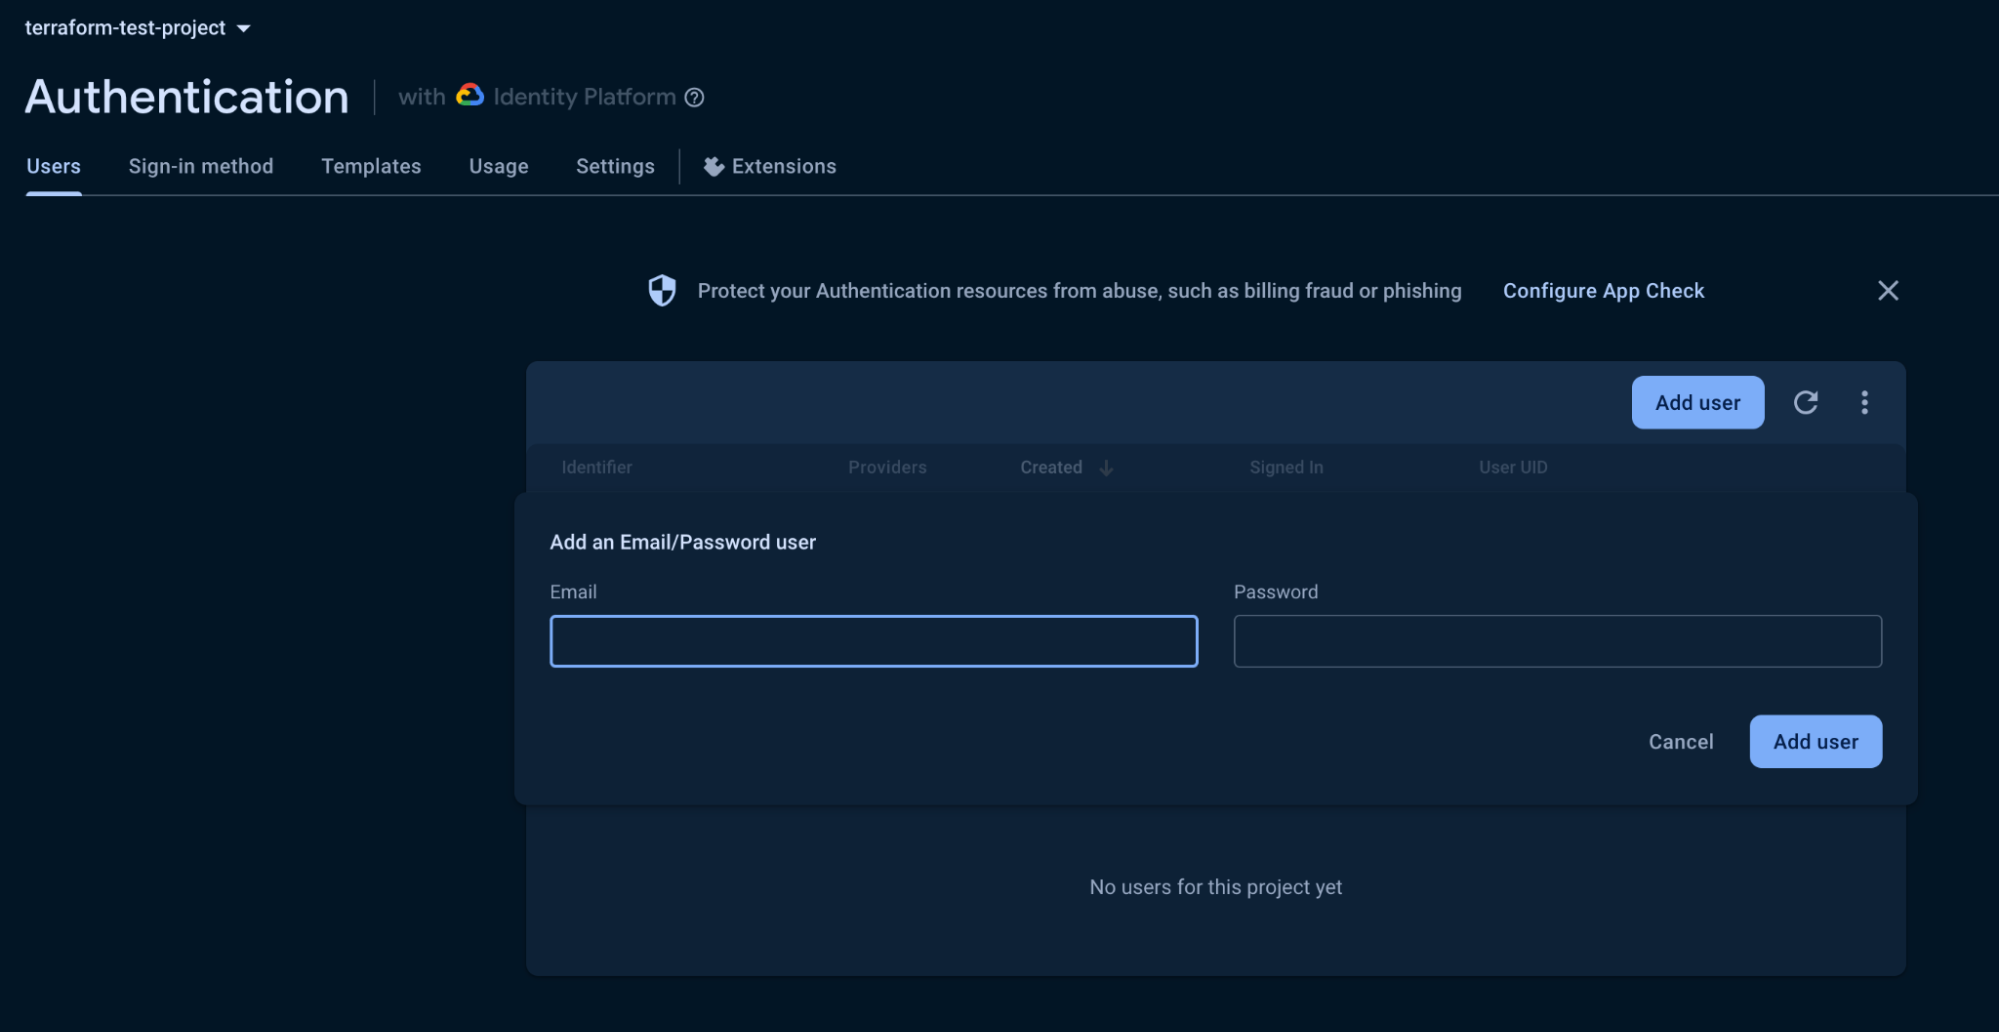 terraform-test-project
Authentication with Identity Platform
Users Sign-in method Templates Usage Settings Extensions
Protect your Authentication resources from abuse, such as billing fraud or phishing Configure App Check
Add user
Identifier Providers Created Signed In User UID
Add an Email/Password user
Email Password
Cancel Add user
No users for this project yet